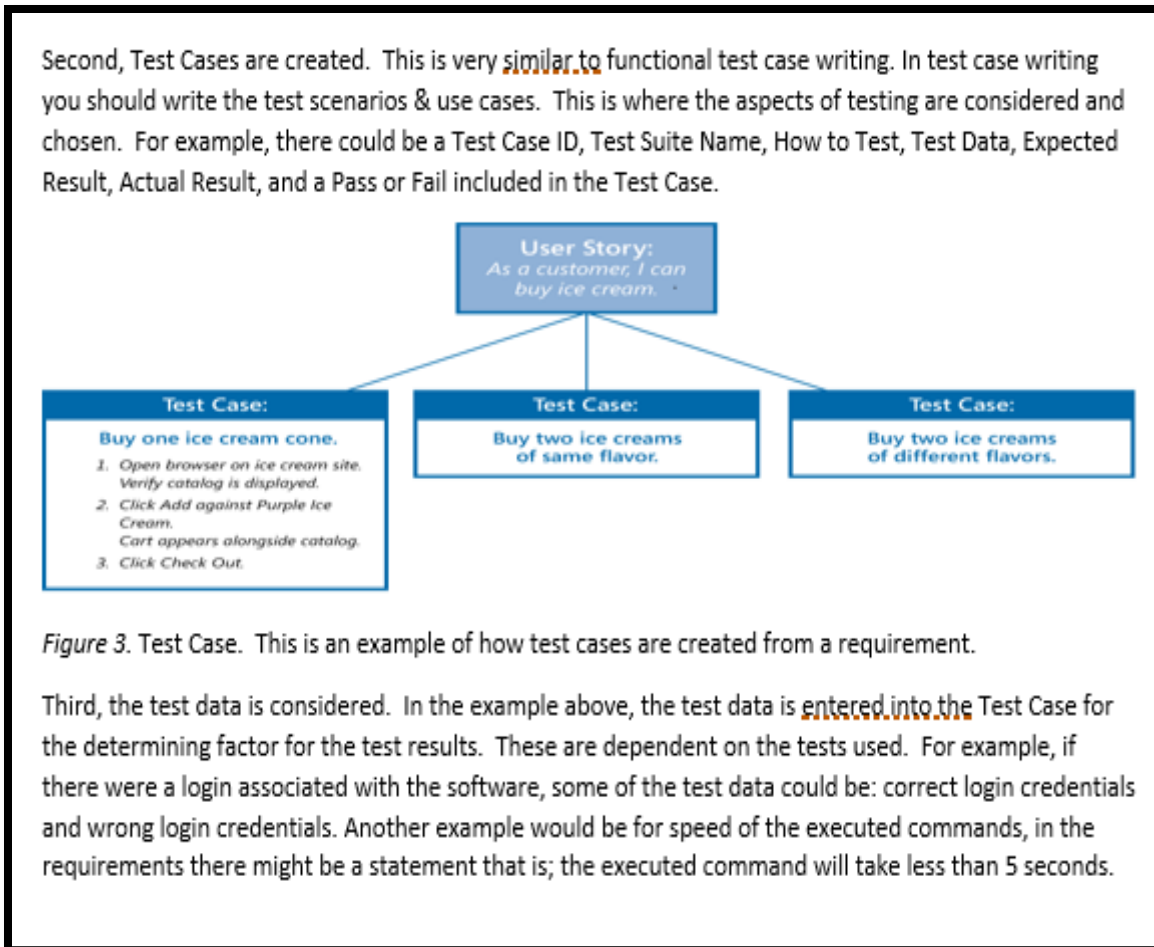 Second, Test Cases are created.  This is very similar to functional test case writing. In test case writing
you should write the test scenarios & use cases.  This is where the aspects of testing are considered and
chosen.  For example, there could be a Test Case ID, Test Suite Name, How to Test, Test Data, Expected
Result, Actual Result, and a Pass or Fail included in the Test Case.
User Story:
As a customer, I can
buy ice cream.
Test Case:
Buy one ice cream cone.
1. Open browser on ice cream site.
Verify catalog is displayed.
2. Click Add against Purple Ice
Cream.
Cart appears alongside catalog.
3. Click Check Out.
Test Case:
Buy two ice creams
of same flavor.
Test Case:
Buy two ice creams
of different flavors.
Figure 3. Test Case.  This is an example of how test cases are created from a requirement.
Third, the test data is considered.  In the example above, the test data is entered into the Test Case for
the determining factor for the test results.  These are dependent on the tests used.  For example, if
there were a login associated with the software, some of the test data could be: correct login credentials
and wrong login credentials. Another example would be for speed of the executed commands, in the
requirements there might be a statement that is; the executed command will take less than 5 seconds.